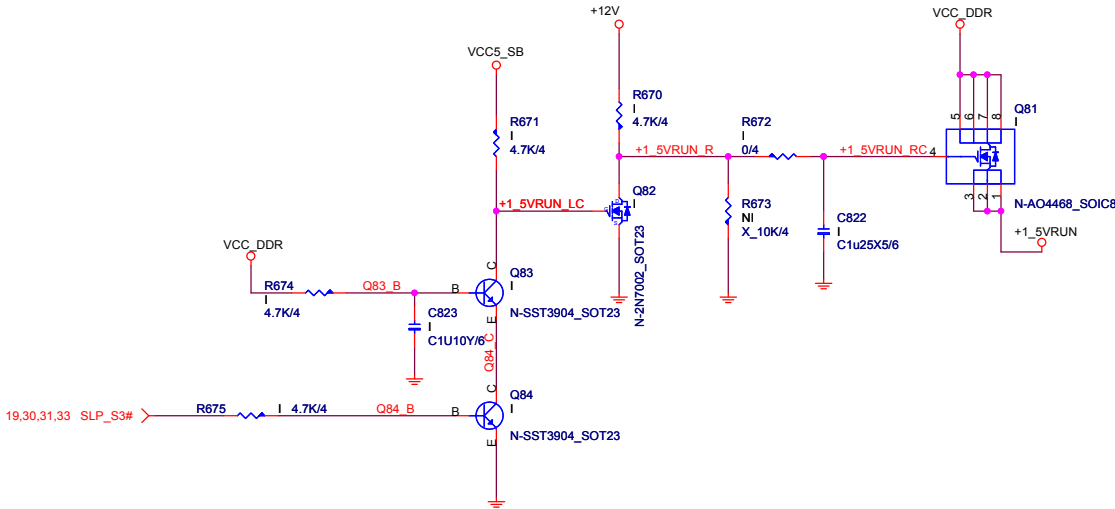 +12V
VCC_DDR
VCC5_SB
R670
I
4.7K/4
R671
I
4.7K/4
R672
I
0/4
5
6
7
8
Q81
I
+1_5VRUN_R
+1_5VRUN_RC
4
+1_5VRUN_LC
Q82
I
N-2N7002_SOT23
R673
NI
X_10K/4
C822
I
C1u25X5/6
3
2
1
N-AO4468_SOIC8
+1_5VRUN
VCC_DDR
R674
I
4.7K/4
Q83_B
B
C
E
Q83
I
N-SST3904_SOT23
C823
I
C1U10Y/6
Q84_C
19,30,31,33 SLP_S3#
R675
I 4.7K/4
Q84_B
B
C
E
Q84
I
N-SST3904_SOT23